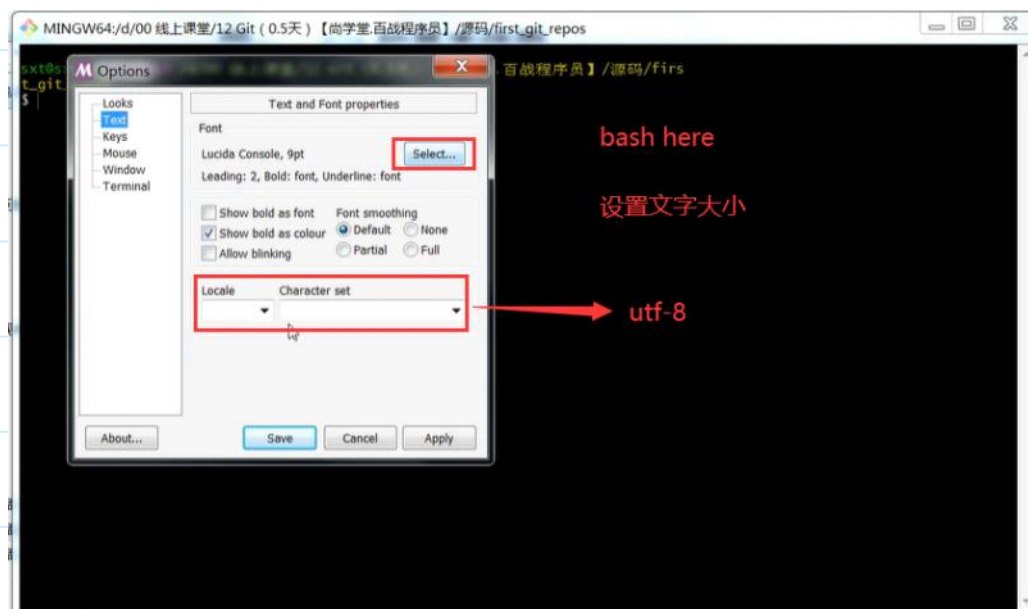 MINGW64:/d/00 线上课堂/12 Git（0.5天）【尚学堂.百战程序员】/源码/first_git_repos
sxt@s
.百战程序员】/源码/firs
t_git_
$
Options
Looks
Text
Keys
Mouse
Window
Terminal
Text and Font properties
Font
Lucida Console, 9pt
Select...
Leading: 2, Bold: font, Underline: font
Show bold as font
Show bold as colour
Allow blinking
Font smoothing
Default
None
Partial
Full
Locale
Character set
About...
Save
Cancel
Apply
bash here
设置文字大小
utf-8